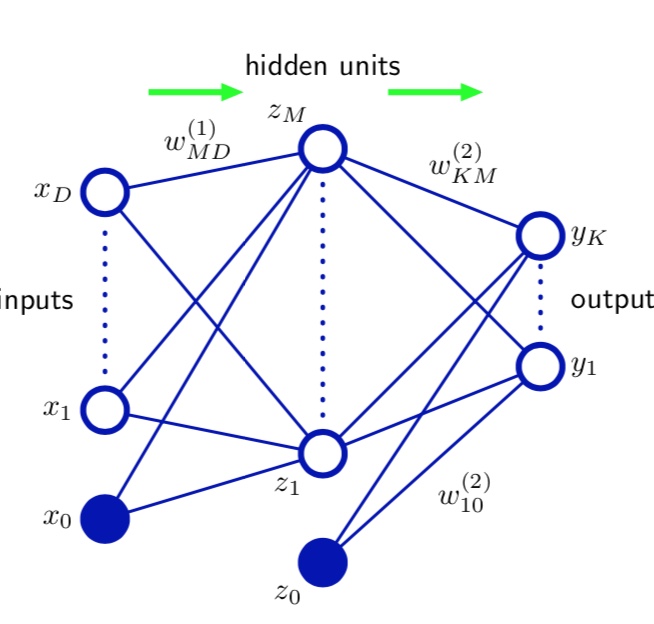 hidden units
z_M
w_{MD}^{(1)}
w_{KM}^{(2)}
x_D
y_K
inputs
output
y_1
x_1
z_1
w_{10}^{(2)}
x_0
z_0